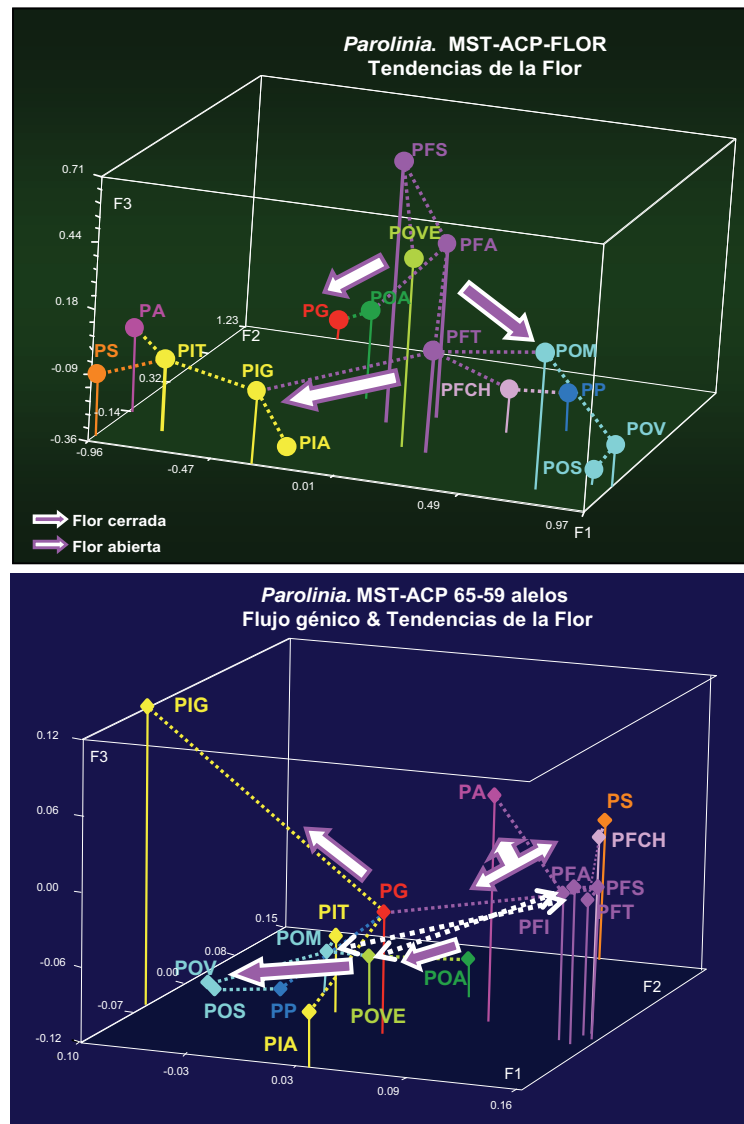 Parolinia. MST-ACP-FLOR
Tendencias de la Flor
PFS
0.71
F3
POVE
PFA
0.44
POA
0.18
PA
PG
1.23
F2
PFT
POM
PS
PIT
-0.09
0.32
PIG
PFCH
PP
-0.14
POV
-0.36
-0.96
PIA
-0.47
POS
0.01
0.49
0.97
F1
Flor cerrada
Flor abierta
Parolinia. MST-ACP 65-59 alelos
Flujo génico & Tendencias de la Flor
PIG
0.12
F3
PA
PS
0.06
PFCH
PFA
PG
PFS
0.00
PIT
PFI
PFT
0.15
POM
0.08
-0.06
POV
0.00
POA
F2
POS
PP
POVE
-0.07
-0.12
PIA
0.10
-0.03
0.03
F1
0.09
0.16